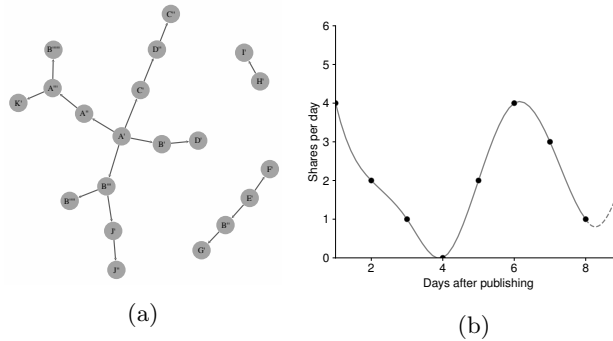 C''
D''
I'
H'
C'
A'''
K'
A''
A'
B'
D'
B'''
F'
E'
B''
G'
J'
J''
(a)
6
5
4
3
2
1
0
Shares per day
2
4
6
8
Days after publishing
(b)